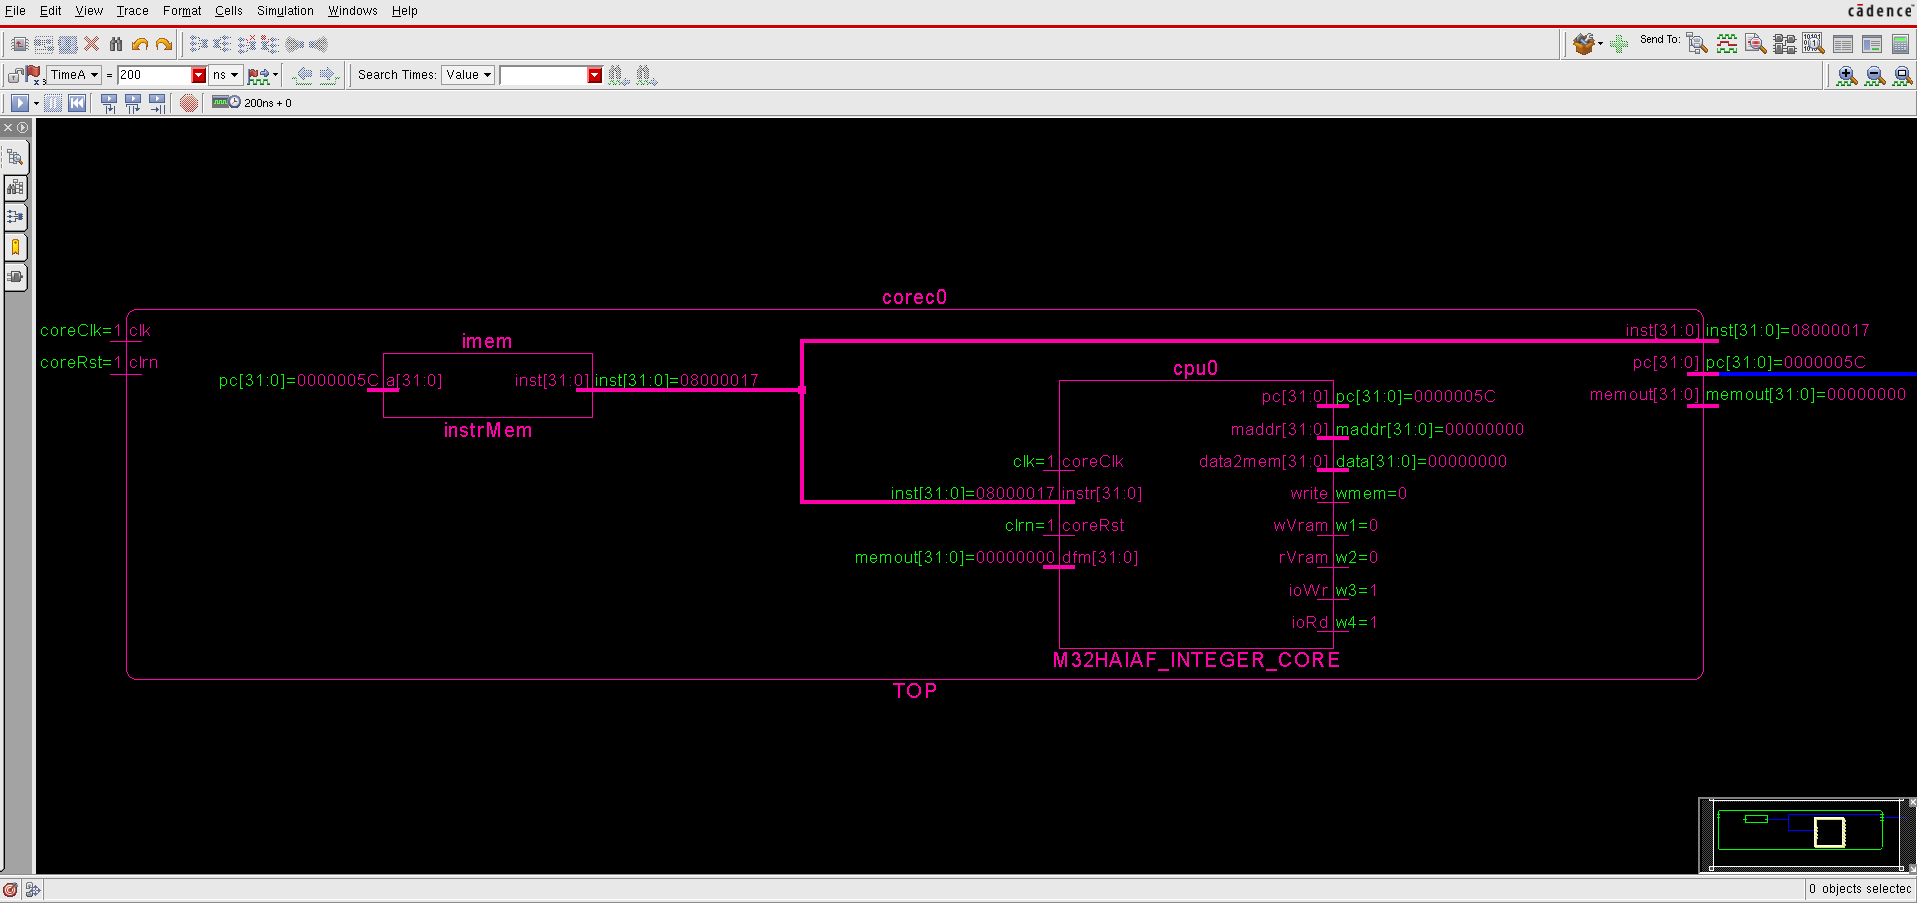 File Edit View Trace Format Cells Simulation Windows Help
cādence
Send To:
TimeA = 200 ns Search Times: Value
200ns + 0
corec0
coreClk=1 clk
inst[31:0] inst[31:0]=08000017
imem
coreRst=1 clrn
pc[31:0] pc[31:0]=0000005C
cpu0
pc[31:0]=0000005C a[31:0] inst[31:0] inst[31:0]=08000017
memout[31:0] memout[31:0]=00000000
pc[31:0] pc[31:0]=0000005C
instrMem
maddr[31:0] maddr[31:0]=00000000
clk=1 coreClk data2mem[31:0] data[31:0]=00000000
inst[31:0]=08000017 instr[31:0] write wmem=0
clrn=1 coreRst wVram w1=0
memout[31:0]=00000000 dfm[31:0] rVram w2=0
ioWr w3=1
ioRd w4=1
M32HAIAF_INTEGER_CORE
TOP
0 objects selectec